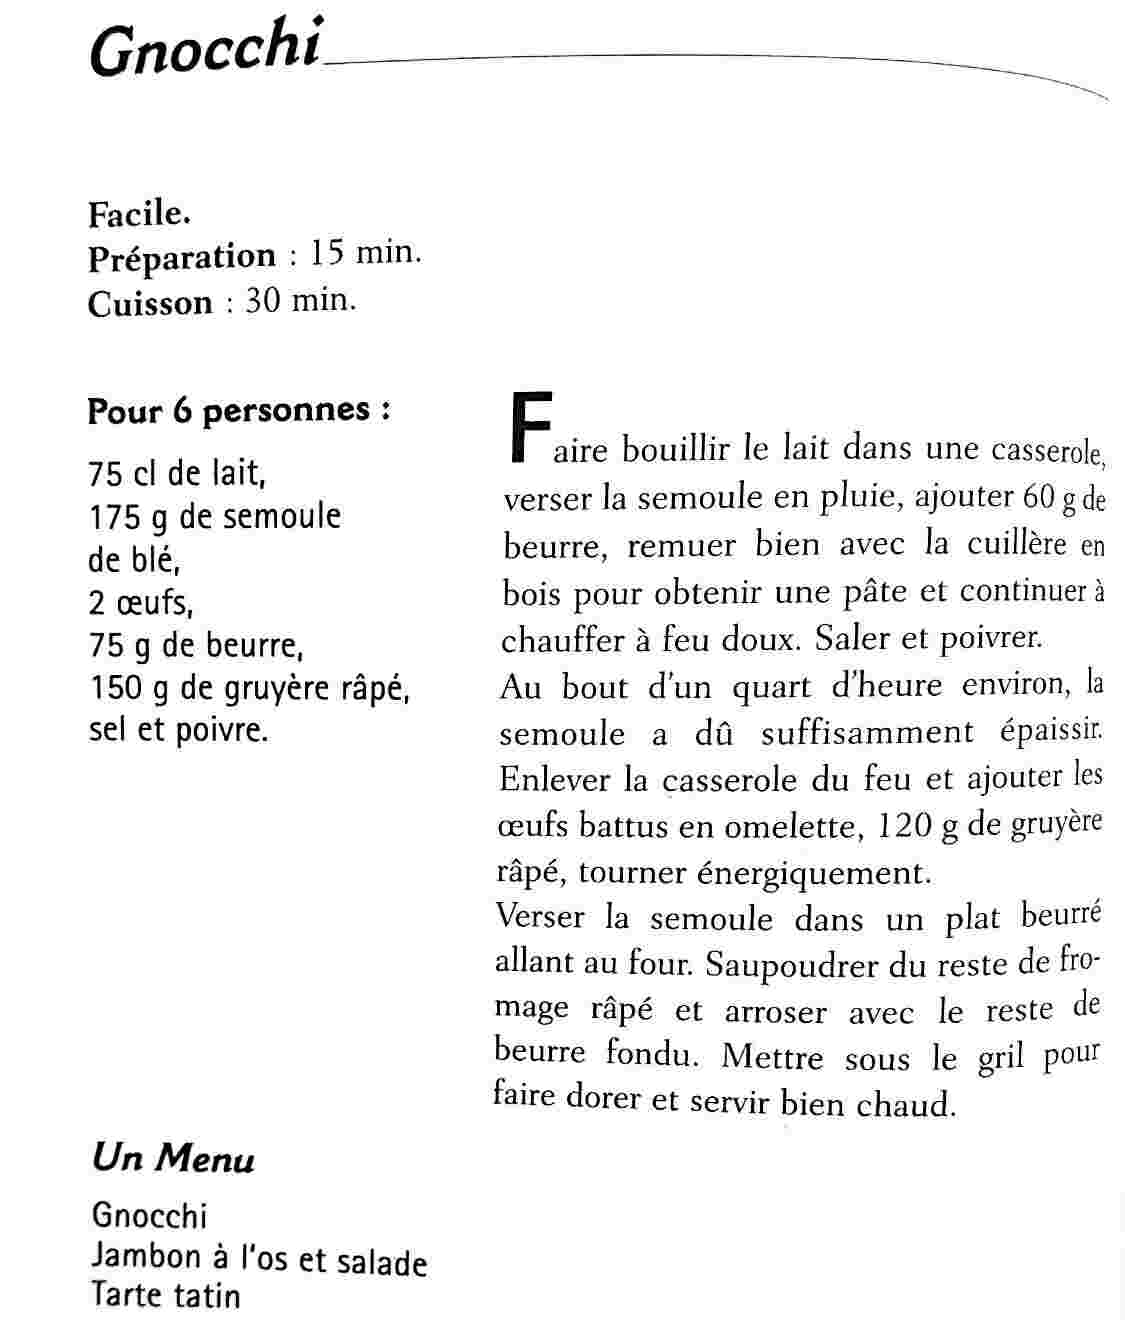 Gnocchi
Facile.
Préparation : 15 min.
Cuisson : 30 min.
Pour 6 personnes :
75 cl de lait,
175 g de semoule
de blé,
2 œufs,
75 g de beurre,
150 g de gruyère râpé,
sel et poivre.
Faire bouillir le lait dans une casserole,
verser la semoule en pluie, ajouter 60 g de
beurre, remuer bien avec la cuillère en
bois pour obtenir une pâte et continuer à
chauffer à feu doux. Saler et poivrer.
Au bout d'un quart d'heure environ, la
semoule a dû suffisamment épaissir.
Enlever la casserole du feu et ajouter les
œufs battus en omelette, 120 g de gruyère
râpé, tourner énergiquement.
Verser la semoule dans un plat beurré
allant au four. Saupoudrer du reste de fro-
mage râpé et arroser avec le reste de
beurre fondu. Mettre sous le gril pour
faire dorer et servir bien chaud.
Un Menu
Gnocchi
Jambon à l'os et salade
Tarte tatin